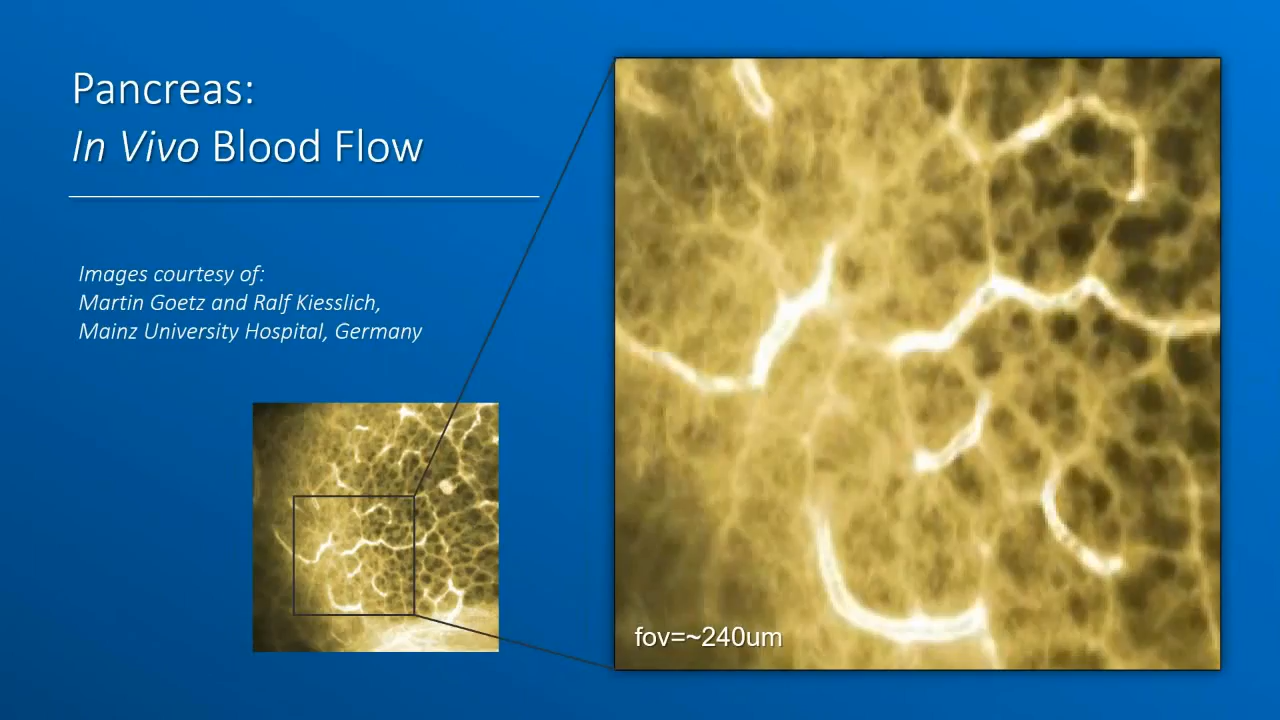 Pancreas:
In Vivo Blood Flow
Images courtesy of:
Martin Goetz and Ralf Kiesslich,
Mainz University Hospital, Germany
fov=~240um